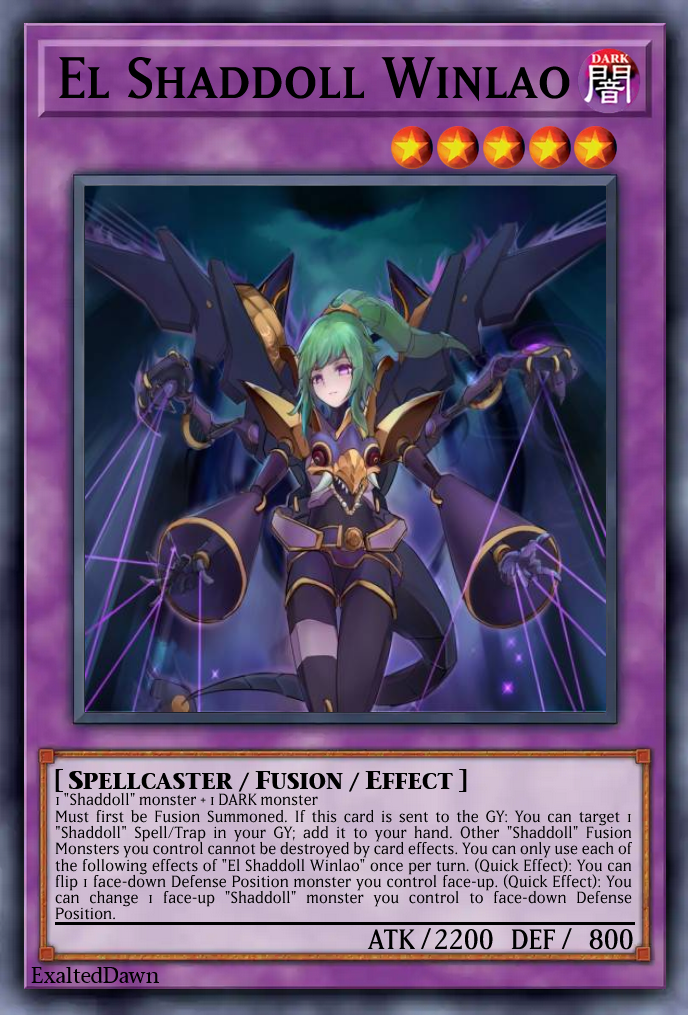 El Shaddoll Winlao
DARK
闇
[ Spellcaster / Fusion / Effect ]
1 "Shaddoll" monster + 1 DARK monster
Must first be Fusion Summoned. If this card is sent to the GY: You can target 1
"Shaddoll" Spell/Trap in your GY; add it to your hand. Other "Shaddoll" Fusion
Monsters you control cannot be destroyed by card effects. You can only use each of
the following effects of "El Shaddoll Winlao" once per turn. (Quick Effect): You can
flip 1 face-down Defense Position monster you control face-up. (Quick Effect): You
can change 1 face-up "Shaddoll" monster you control to face-down Defense
Position.
ATK / 2200 DEF / 800
ExaltedDawn